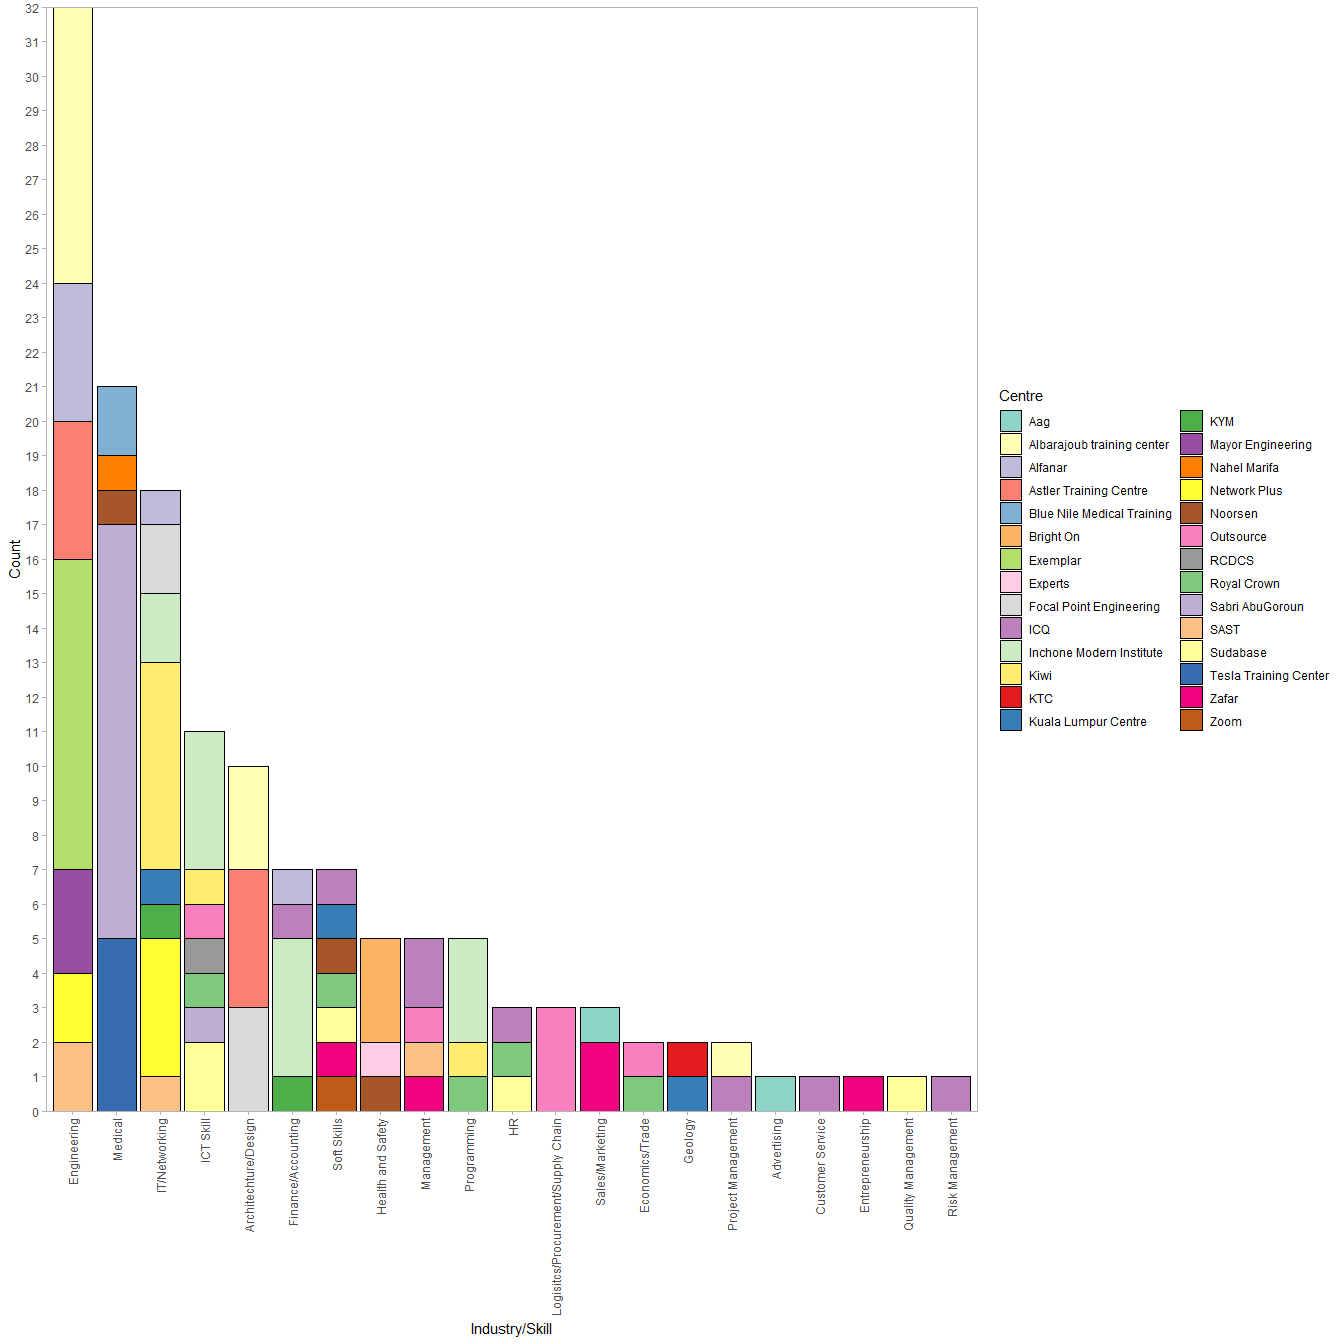 32
31
30
29
28
27
26
25
24
23
22
21
20
19
18
17
16
15
14
13
12
11
10
9
8
7
6
5
4
3
2
1
0
Count
Engineering
Medical
IT/Networking
ICT Skill
Architechture/Design
Finance/Accounting
Soft Skills
Health and Safety
Management
Programming
HR
Logisitcs/Procurement/Supply Chain
Sales/Marketing
Economics/Trade
Geology
Project Management
Advertising
Customer Service
Entrepreneurship
Quality Management
Risk Management
Industry/Skill
Centre
Aag
Albarajoub training center
Alfanar
Astler Training Centre
Blue Nile Medical Training
Bright On
Exemplar
Experts
Focal Point Engineering
ICQ
Inchone Modern Institute
Kiwi
KTC
Kuala Lumpur Centre
KYM
Mayor Engineering
Nahel Marifa
Network Plus
Noorsen
Outsource
RCDCS
Royal Crown
Sabri AbuGoroun
SAST
Sudabase
Tesla Training Center
Zafar
Zoom